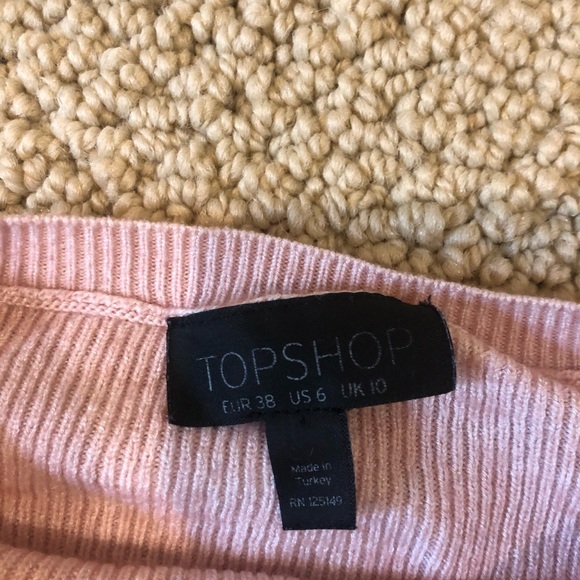 TOPSHOP
EUR 38 US 6 UK 10
Made in
Turkey
RN 125149